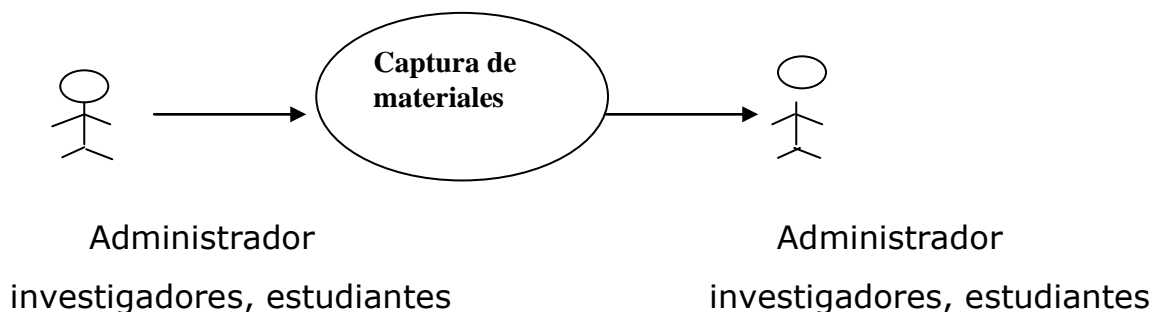 Captura de
materiales
Administrador
investigadores, estudiantes
Administrador
investigadores, estudiantes